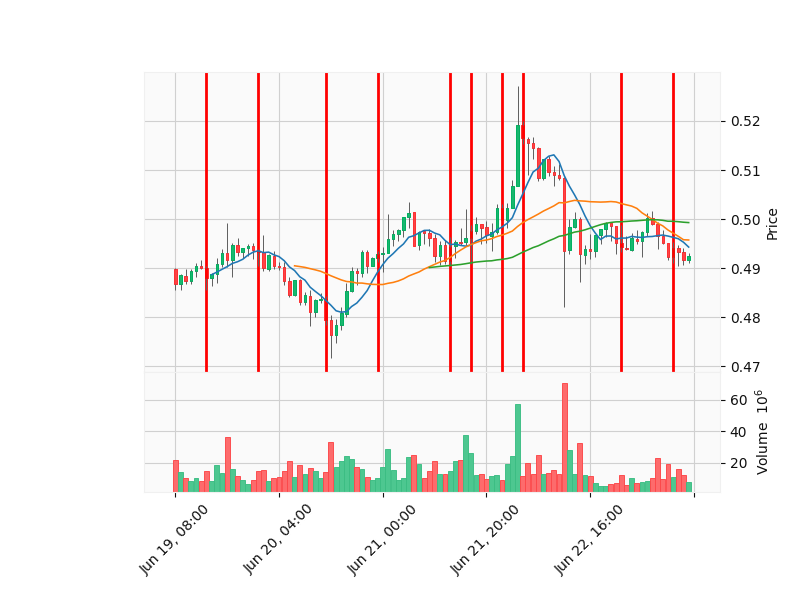 0.52
0.51
0.50
0.49
0.48
0.47
Price
60
40
20
Volume 10^6
Jun 19, 08:00
Jun 20, 04:00
Jun 21, 00:00
Jun 21, 20:00
Jun 22, 16:00